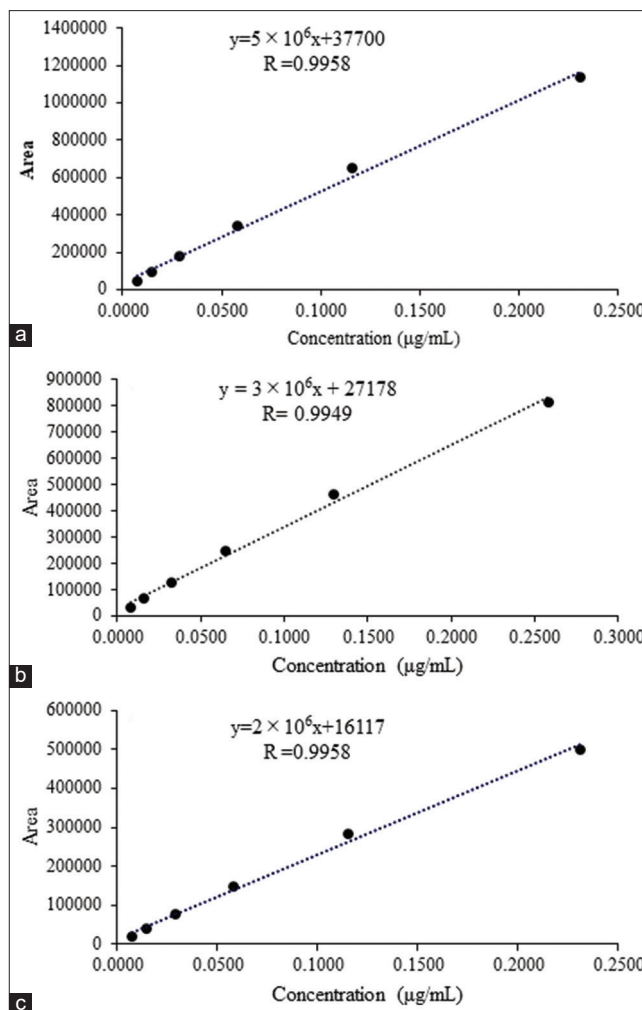 y=5 × 10⁶x+37700
R =0.9958
1400000
1200000
1000000
800000
600000
400000
200000
0
Area
0.0000 0.0500 0.1000 0.1500 0.2000 0.2500
Concentration (µg/mL)
a
y = 3 × 10⁶x + 27178
R= 0.9949
900000
800000
700000
600000
500000
400000
300000
200000
100000
0
Area
0.0000 0.0500 0.1000 0.1500 0.2000 0.2500 0.3000
Concentration (µg/mL)
b
y=2 × 10⁶x+16117
R =0.9958
600000
500000
400000
300000
200000
100000
0
Area
0.0000 0.0500 0.1000 0.1500 0.2000 0.2500
Concentration (µg/mL)
c